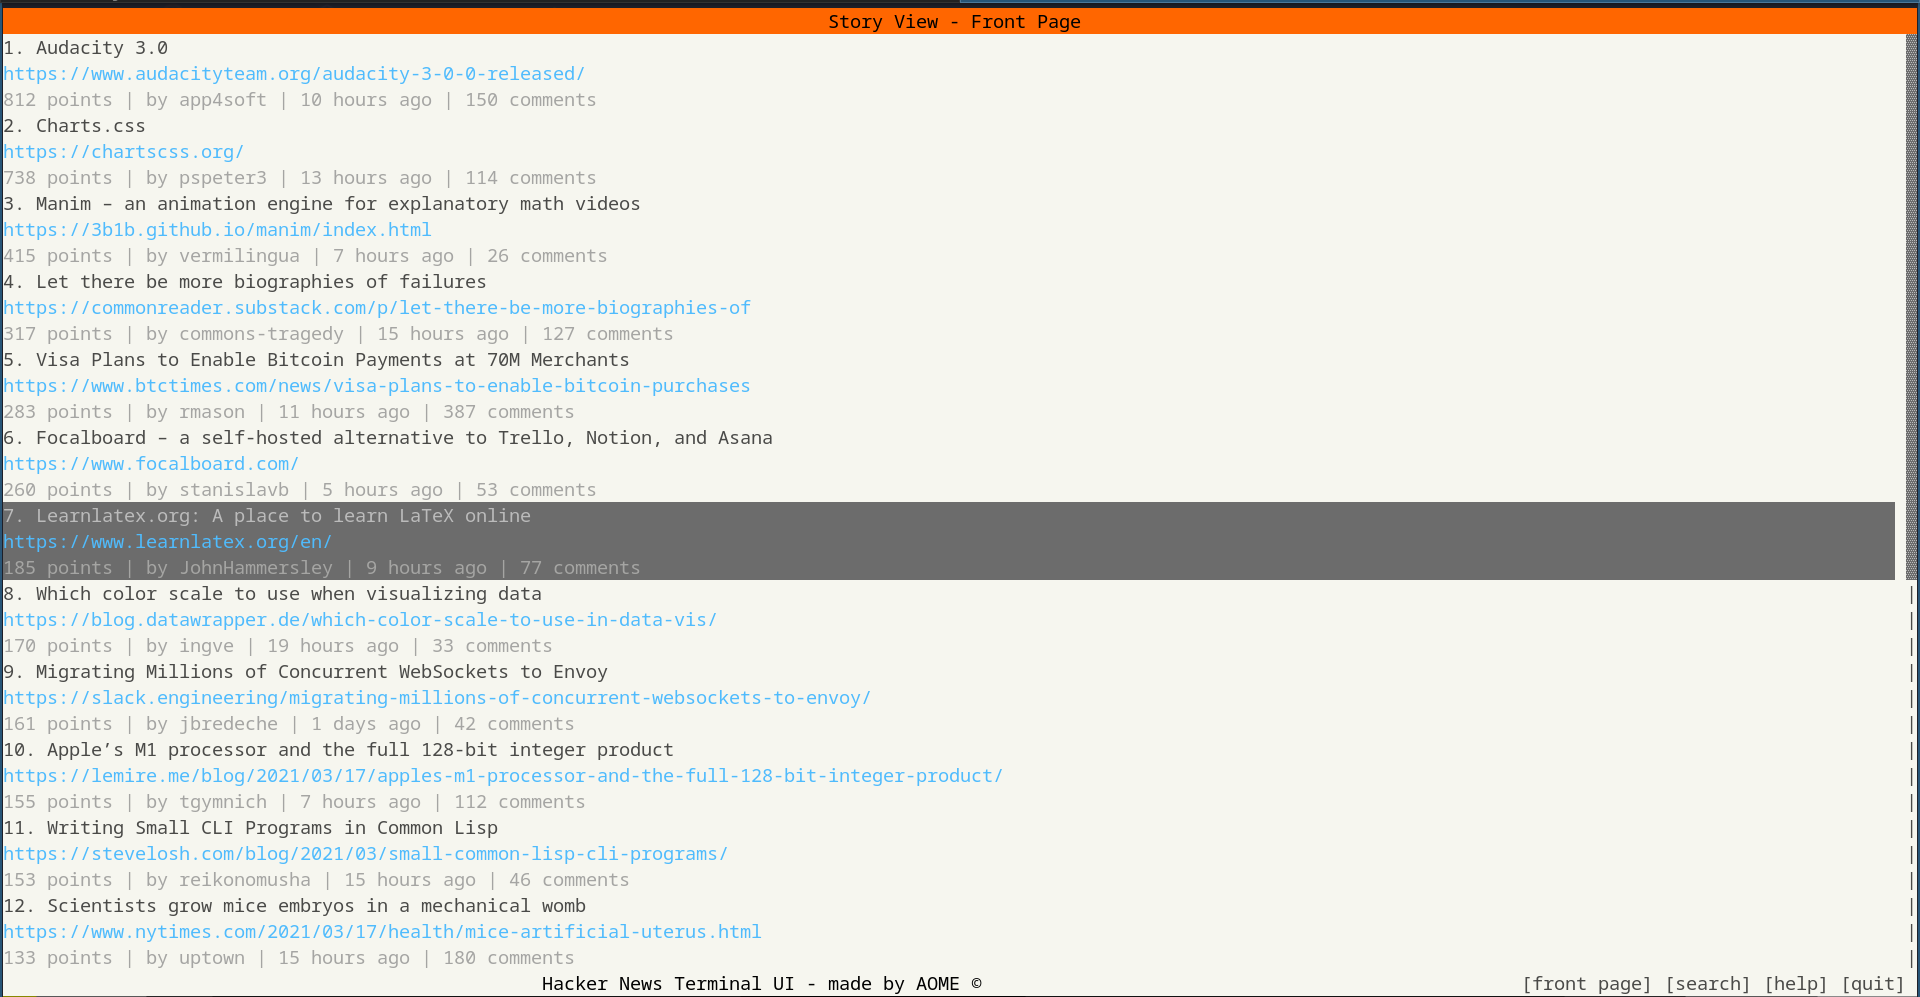 Story View - Front Page
1. Audacity 3.0
https://www.audacityteam.org/audacity-3-0-0-released/
812 points | by app4soft | 10 hours ago | 150 comments
2. Charts.css
https://chartscss.org/
738 points | by pspeter3 | 13 hours ago | 114 comments
3. Manim – an animation engine for explanatory math videos
https://3b1b.github.io/manim/index.html
415 points | by vermilingua | 7 hours ago | 26 comments
4. Let there be more biographies of failures
https://commonreader.substack.com/p/let-there-be-more-biographies-of
317 points | by commons-tragedy | 15 hours ago | 127 comments
5. Visa Plans to Enable Bitcoin Payments at 70M Merchants
https://www.btctimes.com/news/visa-plans-to-enable-bitcoin-purchases
283 points | by rmason | 11 hours ago | 387 comments
6. Focalboard – a self-hosted alternative to Trello, Notion, and Asana
https://www.focalboard.com/
260 points | by stanislavb | 5 hours ago | 53 comments
7. Learnlatex.org: A place to learn LaTeX online
https://www.learnlatex.org/en/
185 points | by JohnHammersley | 9 hours ago | 77 comments
8. Which color scale to use when visualizing data
https://blog.datawrapper.de/which-color-scale-to-use-in-data-vis/
170 points | by ingve | 19 hours ago | 33 comments
9. Migrating Millions of Concurrent WebSockets to Envoy
https://slack.engineering/migrating-millions-of-concurrent-websockets-to-envoy/
161 points | by jbredeche | 1 days ago | 42 comments
10. Apple’s M1 processor and the full 128-bit integer product
https://lemire.me/blog/2021/03/17/apples-m1-processor-and-the-full-128-bit-integer-product/
155 points | by tgymnich | 7 hours ago | 112 comments
11. Writing Small CLI Programs in Common Lisp
https://stevelosh.com/blog/2021/03/small-common-lisp-cli-programs/
153 points | by reikonomusha | 15 hours ago | 46 comments
12. Scientists grow mice embryos in a mechanical womb
https://www.nytimes.com/2021/03/17/health/mice-artificial-uterus.html
133 points | by uptown | 15 hours ago | 180 comments
Hacker News Terminal UI - made by AOME © [front page] [search] [help] [quit]